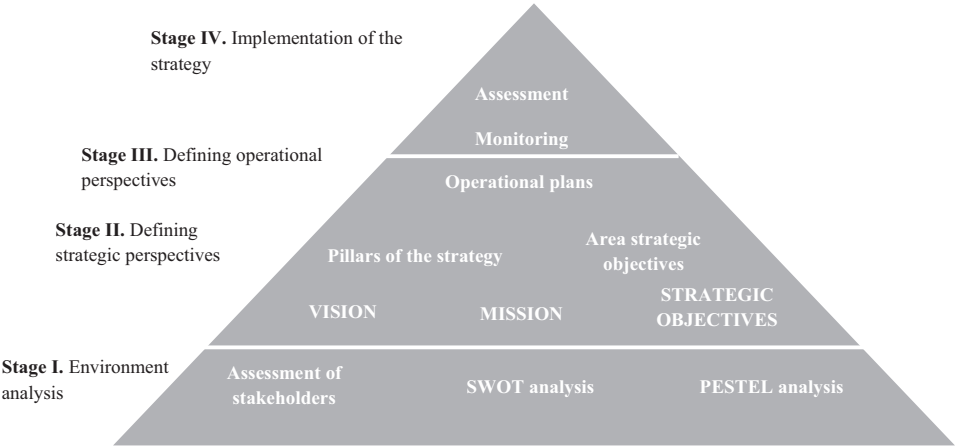 Stage IV. Implementation of the
strategy
Assessment
Monitoring
Stage III. Defining operational
perspectives
Operational plans
Stage II. Defining
strategic perspectives
Pillars of the strategy
Area strategic
objectives
VISION
MISSION
STRATEGIC
OBJECTIVES
Stage I. Environment
analysis
Assessment of
stakeholders
SWOT analysis
PESTEL analysis